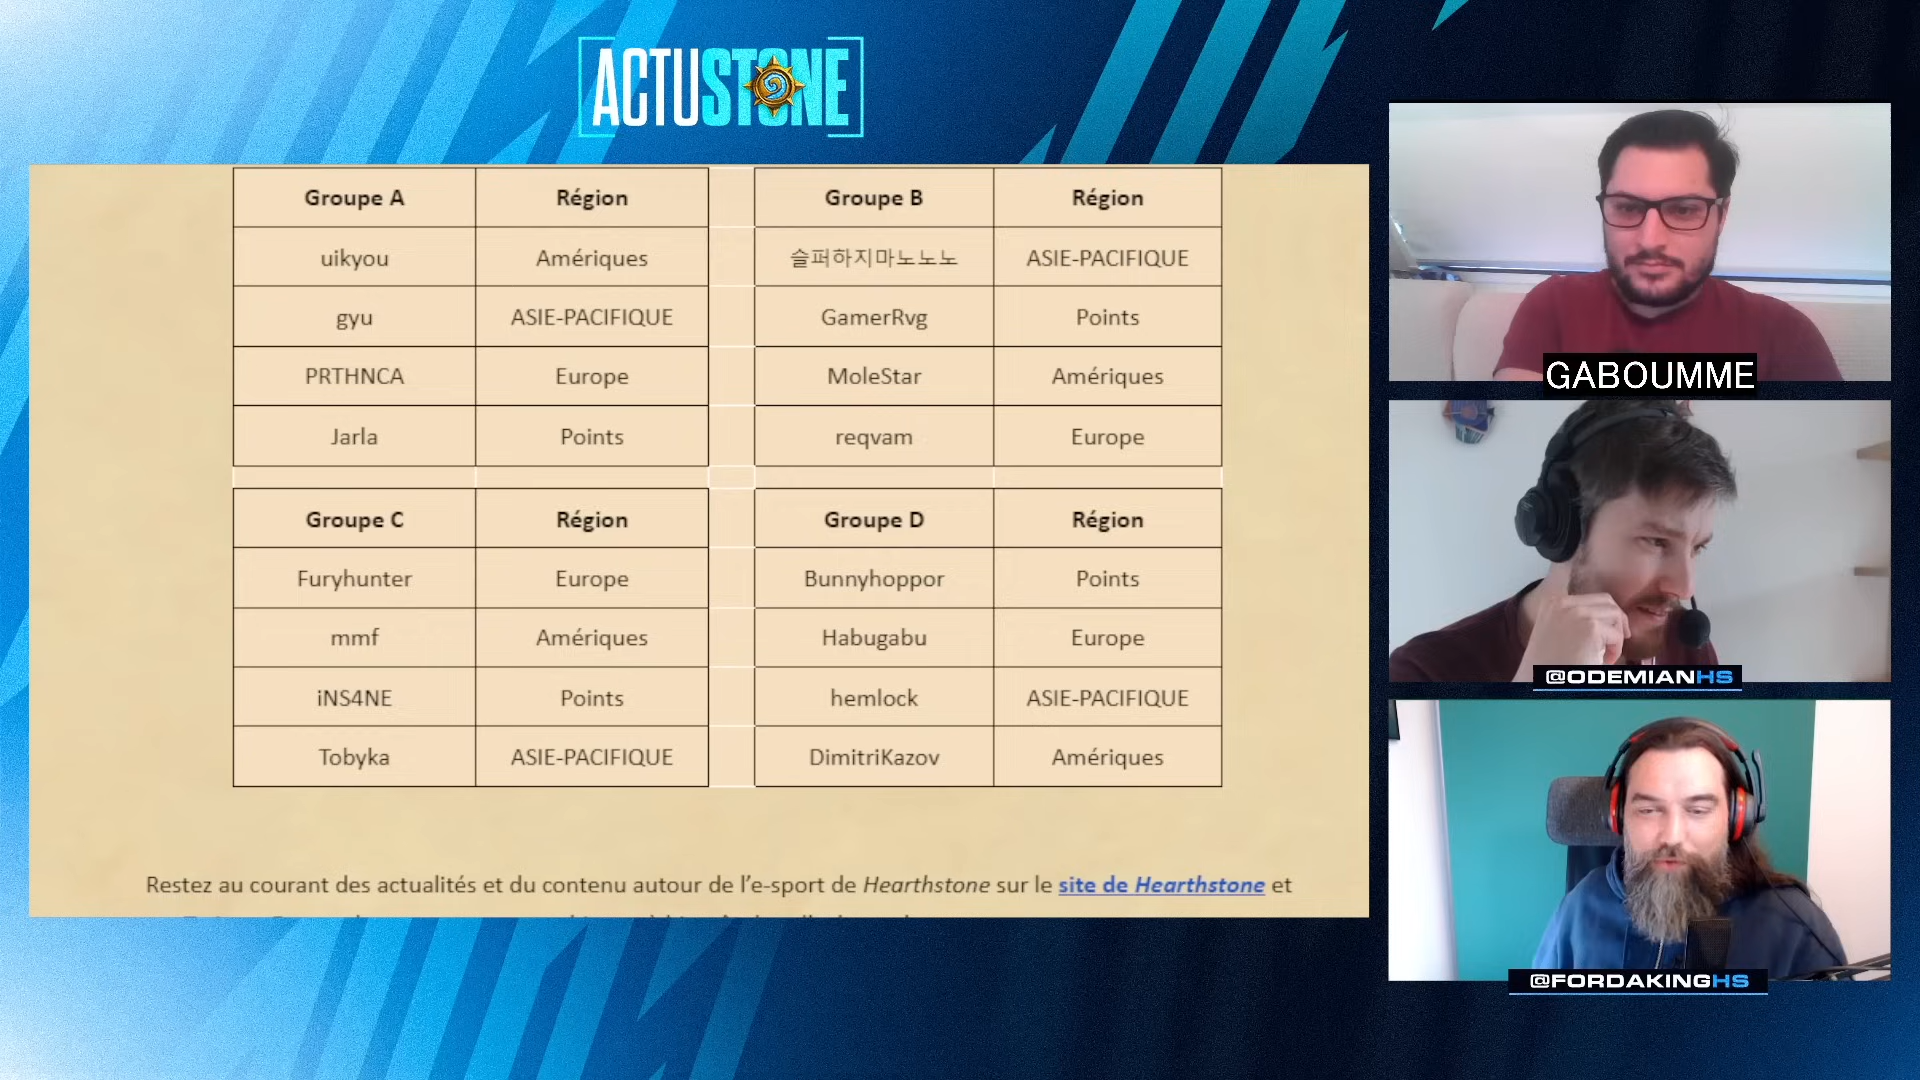 ACTUSTONE
Groupe A Région Groupe B Région
uikyou Amériques 슬퍼하지마노노노 ASIE-PACIFIQUE
gyu ASIE-PACIFIQUE GamerRvg Points
PRTHNCA Europe MoleStar Amériques
Jarla Points reqvam Europe
Groupe C Région Groupe D Région
Furyhunter Europe Bunnyhoppor Points
mmf Amériques Habugabu Europe
iNS4NE Points hemlock ASIE-PACIFIQUE
Tobyka ASIE-PACIFIQUE DimitriKazov Amériques
Restez au courant des actualités et du contenu autour de l'e-sport de Hearthstone sur le site de Hearthstone et
GABOUMME
@ODEMIANHS
@FORDAKINGHS